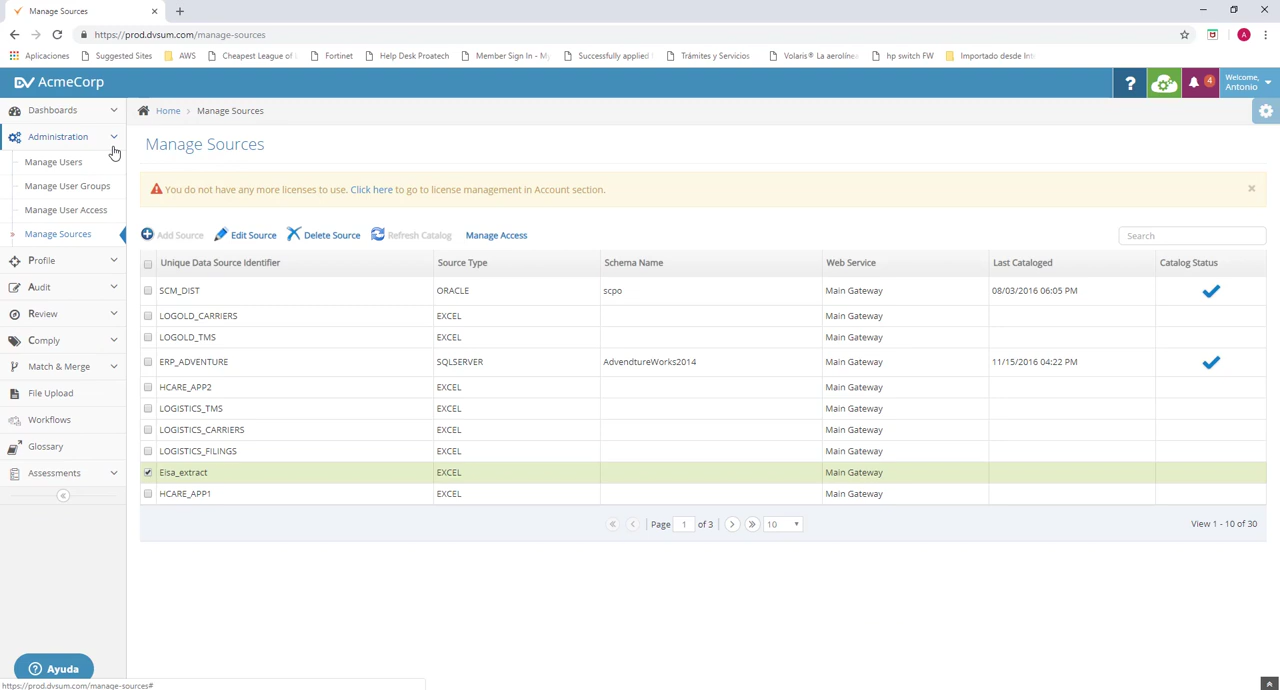 Manage Sources
https://prod.dvsum.com/manage-sources
Aplicaciones Suggested Sites AWS Cheapest League of Fortinet Help Desk Proatech Member Sign In - My Successfully applied Trámites y Servicios Volaris® La aerolíne hp switch FW Importado desde Int
DV AcmeCorp
? 4 Welcome, Antonio
Dashboards
Administration
Manage Users
Manage User Groups
Manage User Access
Manage Sources
Profile
Audit
Review
Comply
Match & Merge
File Upload
Workflows
Glossary
Assessments
Home > Manage Sources
Manage Sources
You do not have any more licenses to use. Click here to go to license management in Account section.
Add Source Edit Source Delete Source Refresh Catalog Manage Access Search
Unique Data Source Identifier Source Type Schema Name Web Service Last Cataloged Catalog Status
SCM_DIST ORACLE scpo Main Gateway 08/03/2016 06:05 PM
LOGOLD_CARRIERS EXCEL Main Gateway
LOGOLD_TMS EXCEL Main Gateway
ERP_ADVENTURE SQLSERVER AdvendtureWorks2014 Main Gateway 11/15/2016 04:22 PM
HCARE_APP2 EXCEL Main Gateway
LOGISTICS_TMS EXCEL Main Gateway
LOGISTICS_CARRIERS EXCEL Main Gateway
LOGISTICS_FILINGS EXCEL Main Gateway
Eisa_extract EXCEL Main Gateway
HCARE_APP1 EXCEL Main Gateway
Page 1 of 3 10 View 1 - 10 of 30
? Ayuda
https://prod.dvsum.com/manage-sources#